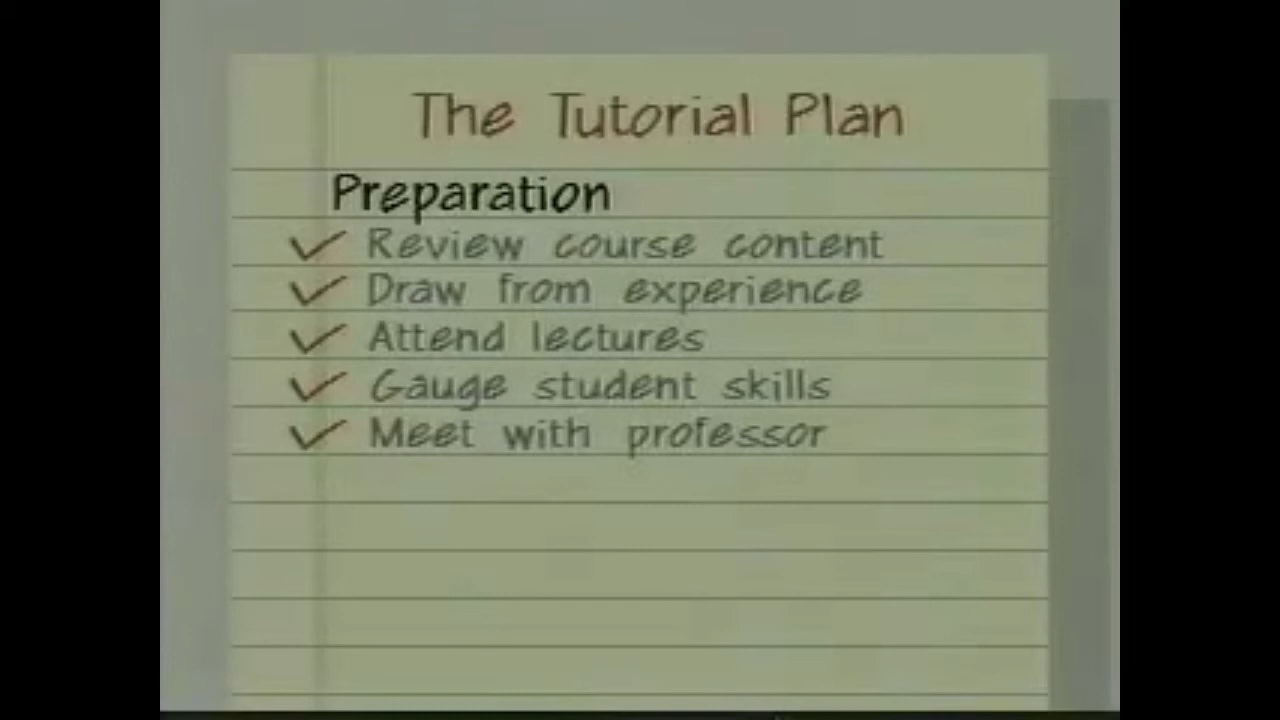 The Tutorial Plan
Preparation
Review course content
Draw from experience
Attend lectures
Gauge student skills
Meet with professor